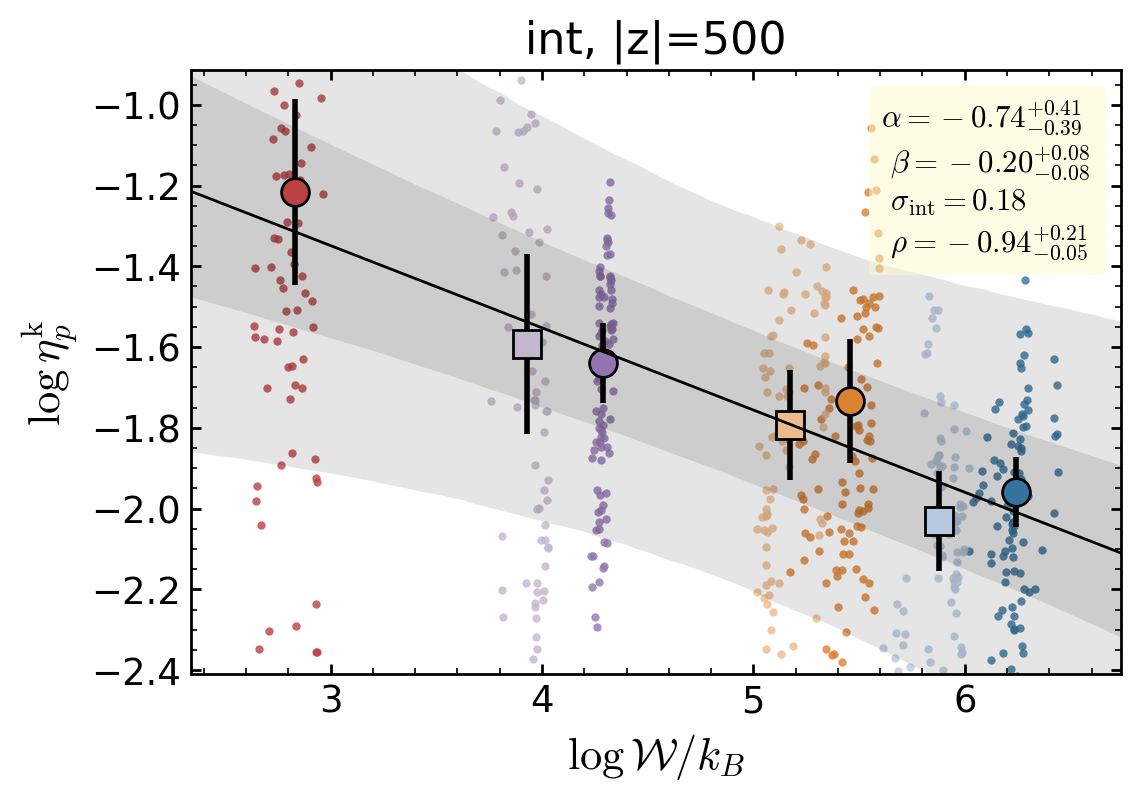 int, |z|=500
−1.0
−1.2
−1.4
−1.6
−1.8
−2.0
−2.2
−2.4
log η_p^k
α = −0.74^{+0.41}_{−0.39}
β = −0.20^{+0.08}_{−0.08}
σ_int = 0.18
ρ = −0.94^{+0.21}_{−0.05}
3 4 5 6
log 𝒲/k_B